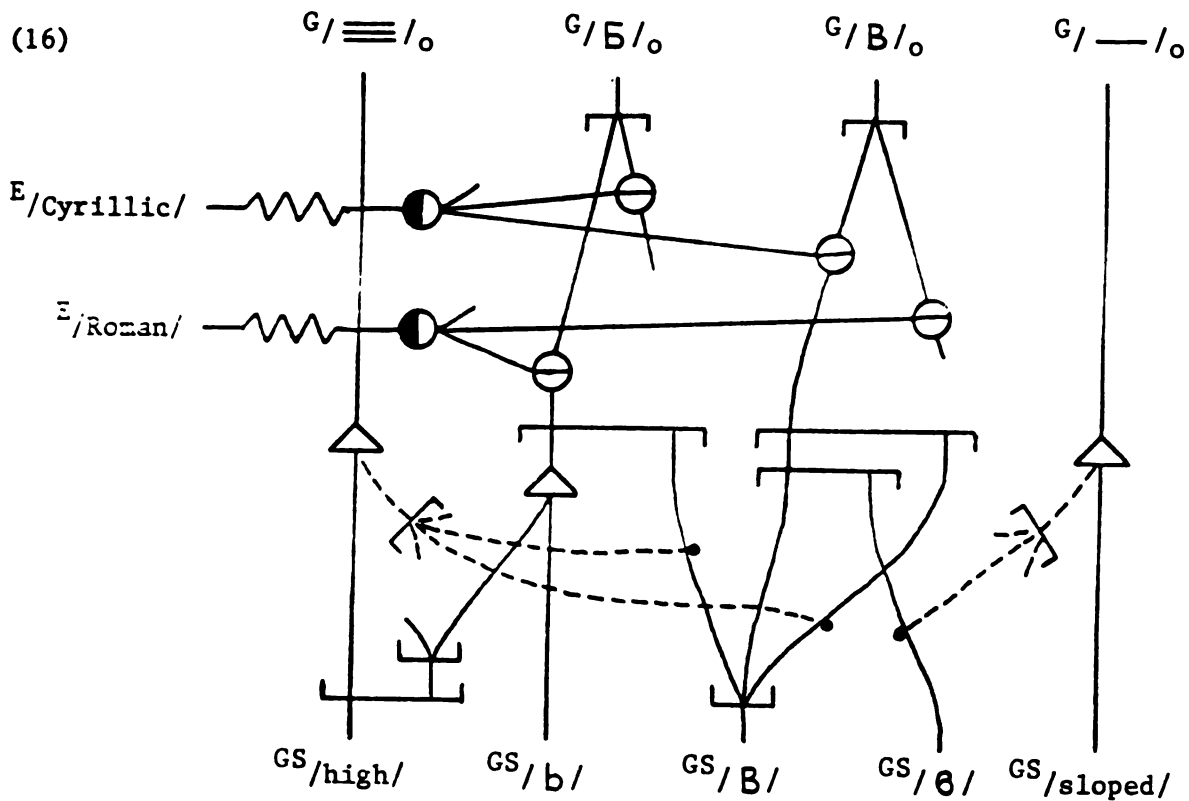 (16)
G/ ☰ /o
G/Б/o
G/В/o
G/ — /o
E/Cyrillic/
E/Roman/
GS/high/
GS/b/
GS/B/
GS/в/
GS/sloped/